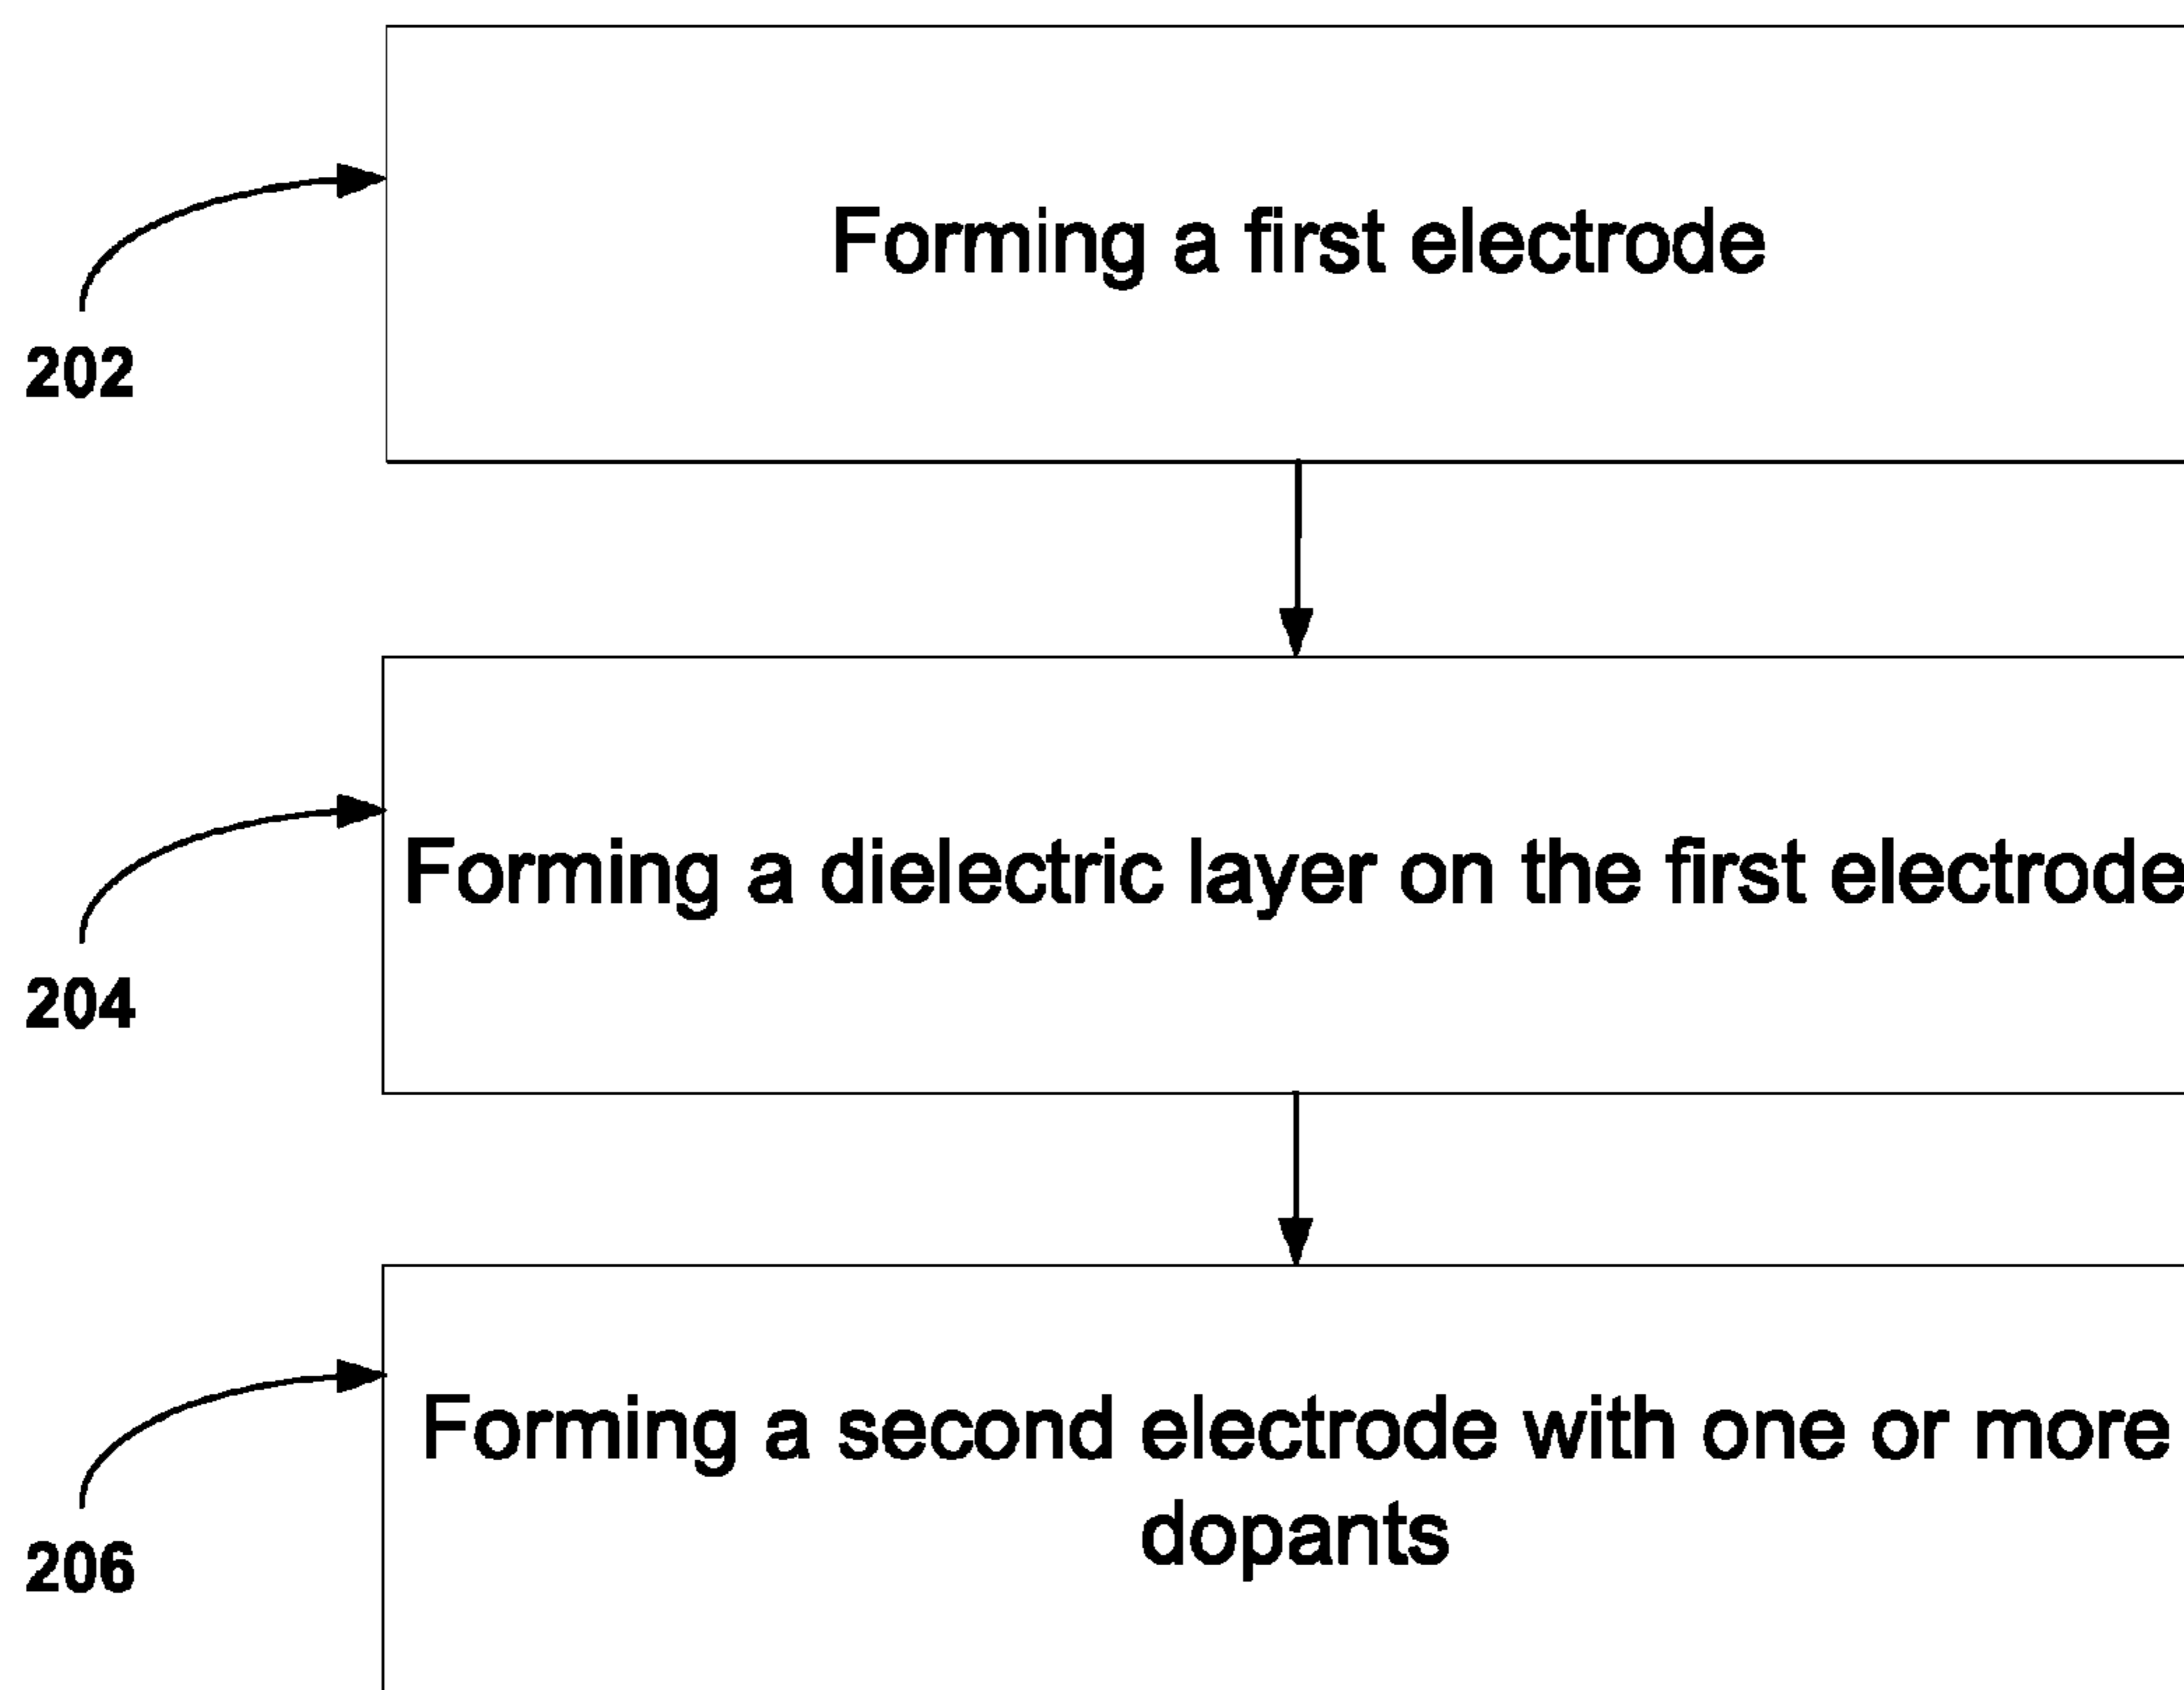 Forming a first electrode
202
Forming a dielectric layer on the first electrode
204
Forming a second electrode with one or more
dopants
206